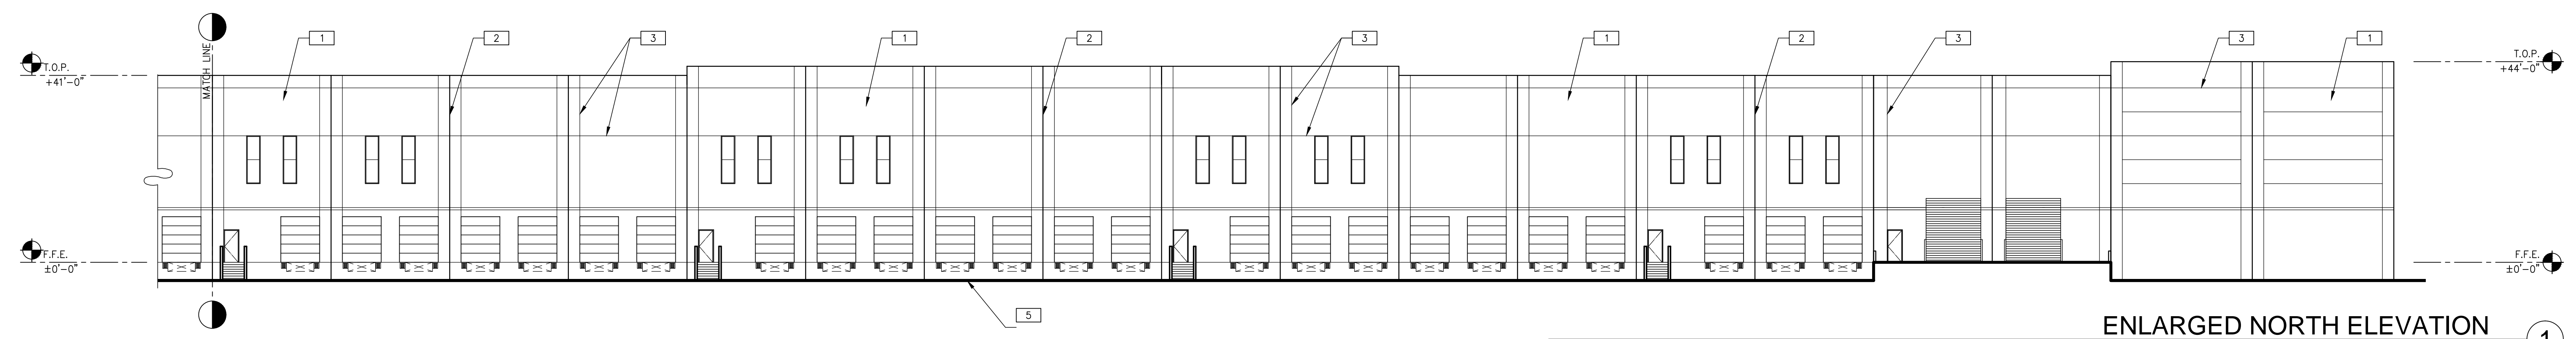 1
2
3
1
2
3
1
2
3
3
1
T.O.P.
+41'-0"
MATCH LINE
T.O.P.
+44'-0"
F.F.E.
±0'-0"
F.F.E.
±0'-0"
5
ENLARGED NORTH ELEVATION
1